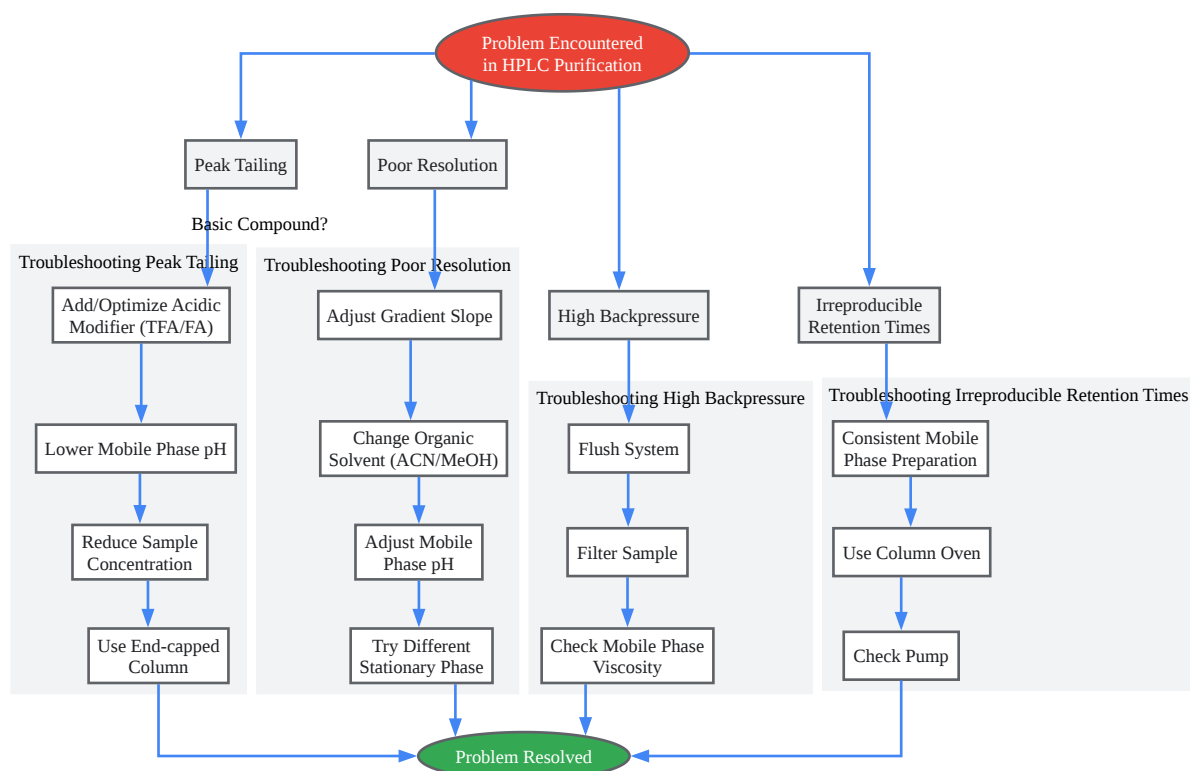 Problem Encountered
in HPLC Purification
Peak Tailing
Poor Resolution
Basic Compound?
Troubleshooting Peak Tailing
Troubleshooting Poor Resolution
Add/Optimize Acidic
Modifier (TFA/FA)
Adjust Gradient Slope
High Backpressure
Irreproducible
Retention Times
Troubleshooting High Backpressure
Troubleshooting Irreproducible Retention Times
Lower Mobile Phase pH
Change Organic
Solvent (ACN/MeOH)
Flush System
Consistent Mobile
Phase Preparation
Reduce Sample
Concentration
Adjust Mobile
Phase pH
Filter Sample
Use Column Oven
Use End-capped
Column
Try Different
Stationary Phase
Check Mobile Phase
Viscosity
Check Pump
Problem Resolved